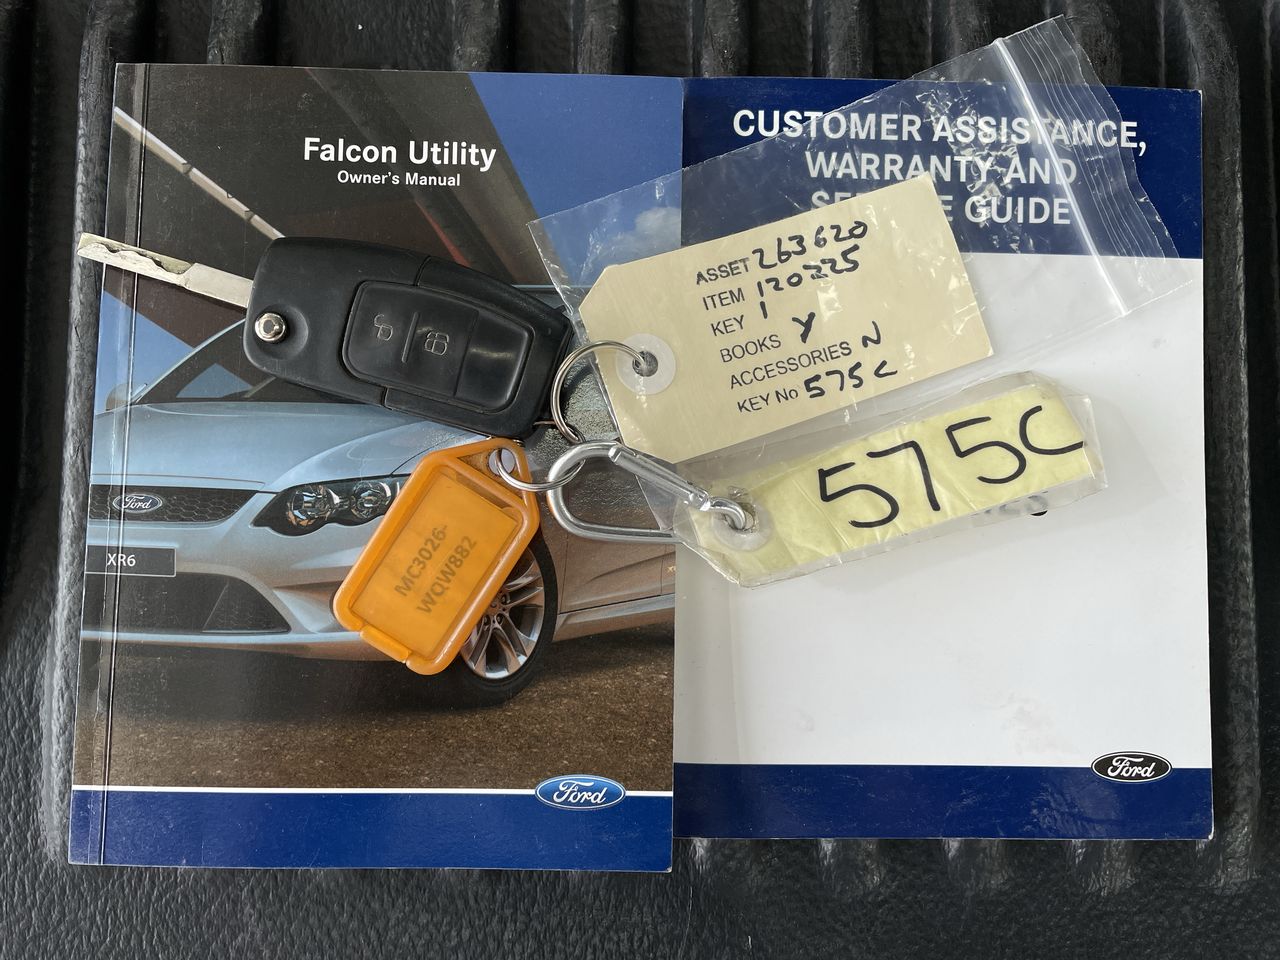 Falcon Utility
Owner's Manual
Ford
XR6
Ford
CUSTOMER ASSISTANCE,
WARRANTY AND
SERVICE GUIDE
Ford
ASSET 263620
ITEM 120225
KEY 1
BOOKS Y
ACCESSORIES N
KEY No 575C
575C
MC3026-
WQW882